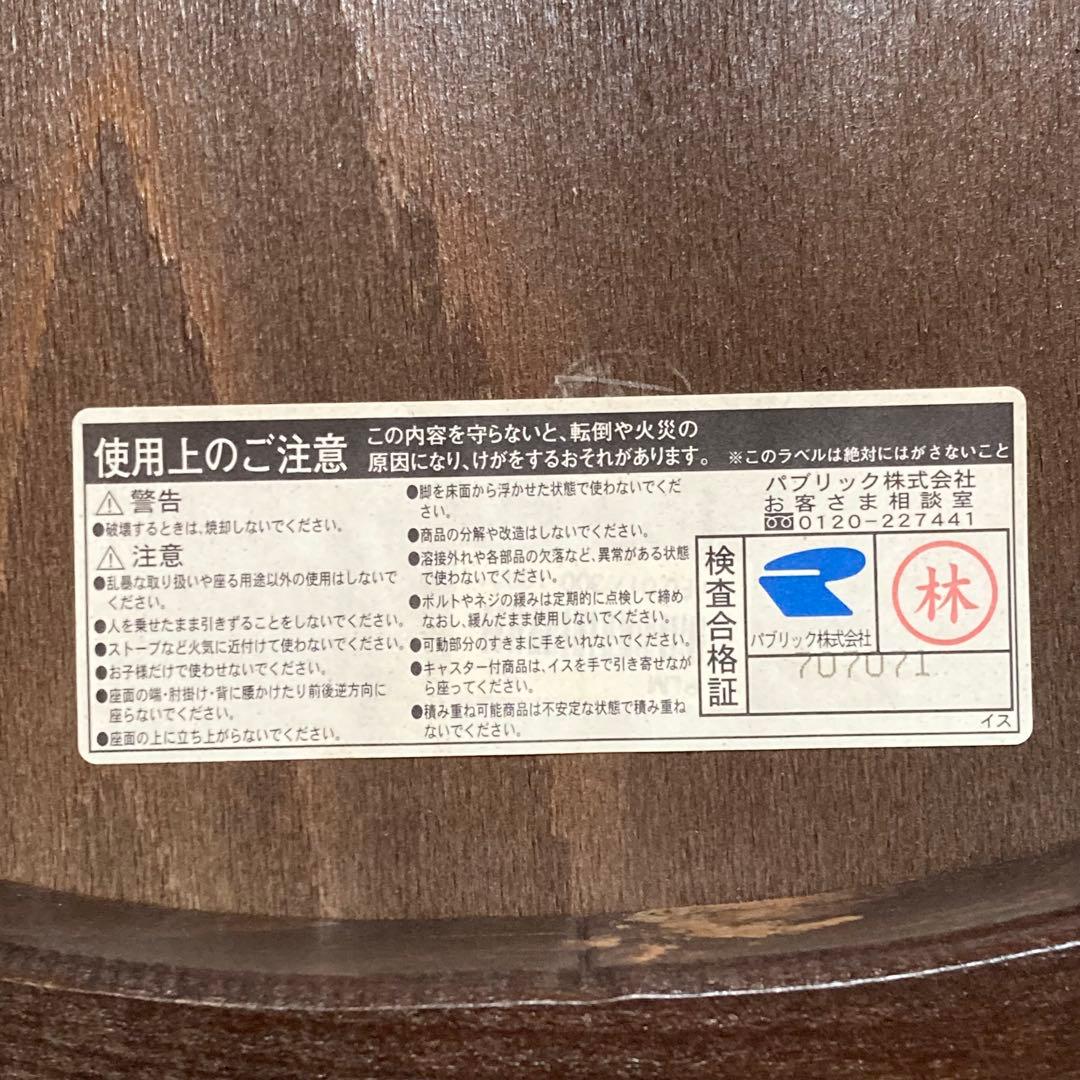 使用上のご注意
この内容を守らないと、転倒や火災の
原因になり、けがをするおそれがあります。 ※このラベルは絶対にはがさないこと
警告
●破壊するときは、焼却しないでください。
注意
●乱暴な取り扱いや座る用途以外の使用はしないで
ください。
●人を乗せたまま引きずることをしないでください。
●ストーブなど火気に近付けて使わないでください。
●お子様だけで使わせないでください。
●座面の端・肘掛け・背に腰かけたり前後逆方向に
座らないでください。
●座面の上に立ち上がらないでください。
●脚を床面から浮かせた状態で使わないでくだ
さい。
●商品の分解や改造はしないでください。
●溶接外れや各部品の欠落など、異常がある状態
で使わないでください。
●ボルトやネジの緩みは定期的に点検して締め
なおし、緩んだまま使用しないでください。
●可動部分のすきまに手をいれないでください。
●キャスター付商品は、イスを手で引き寄せなが
ら座ってください。
●積み重ね可能商品は不安定な状態で積み重ね
ないでください。
パブリック株式会社
お客さま相談室
0120-227441
検査合格証
パブリック株式会社
林
707071
イス